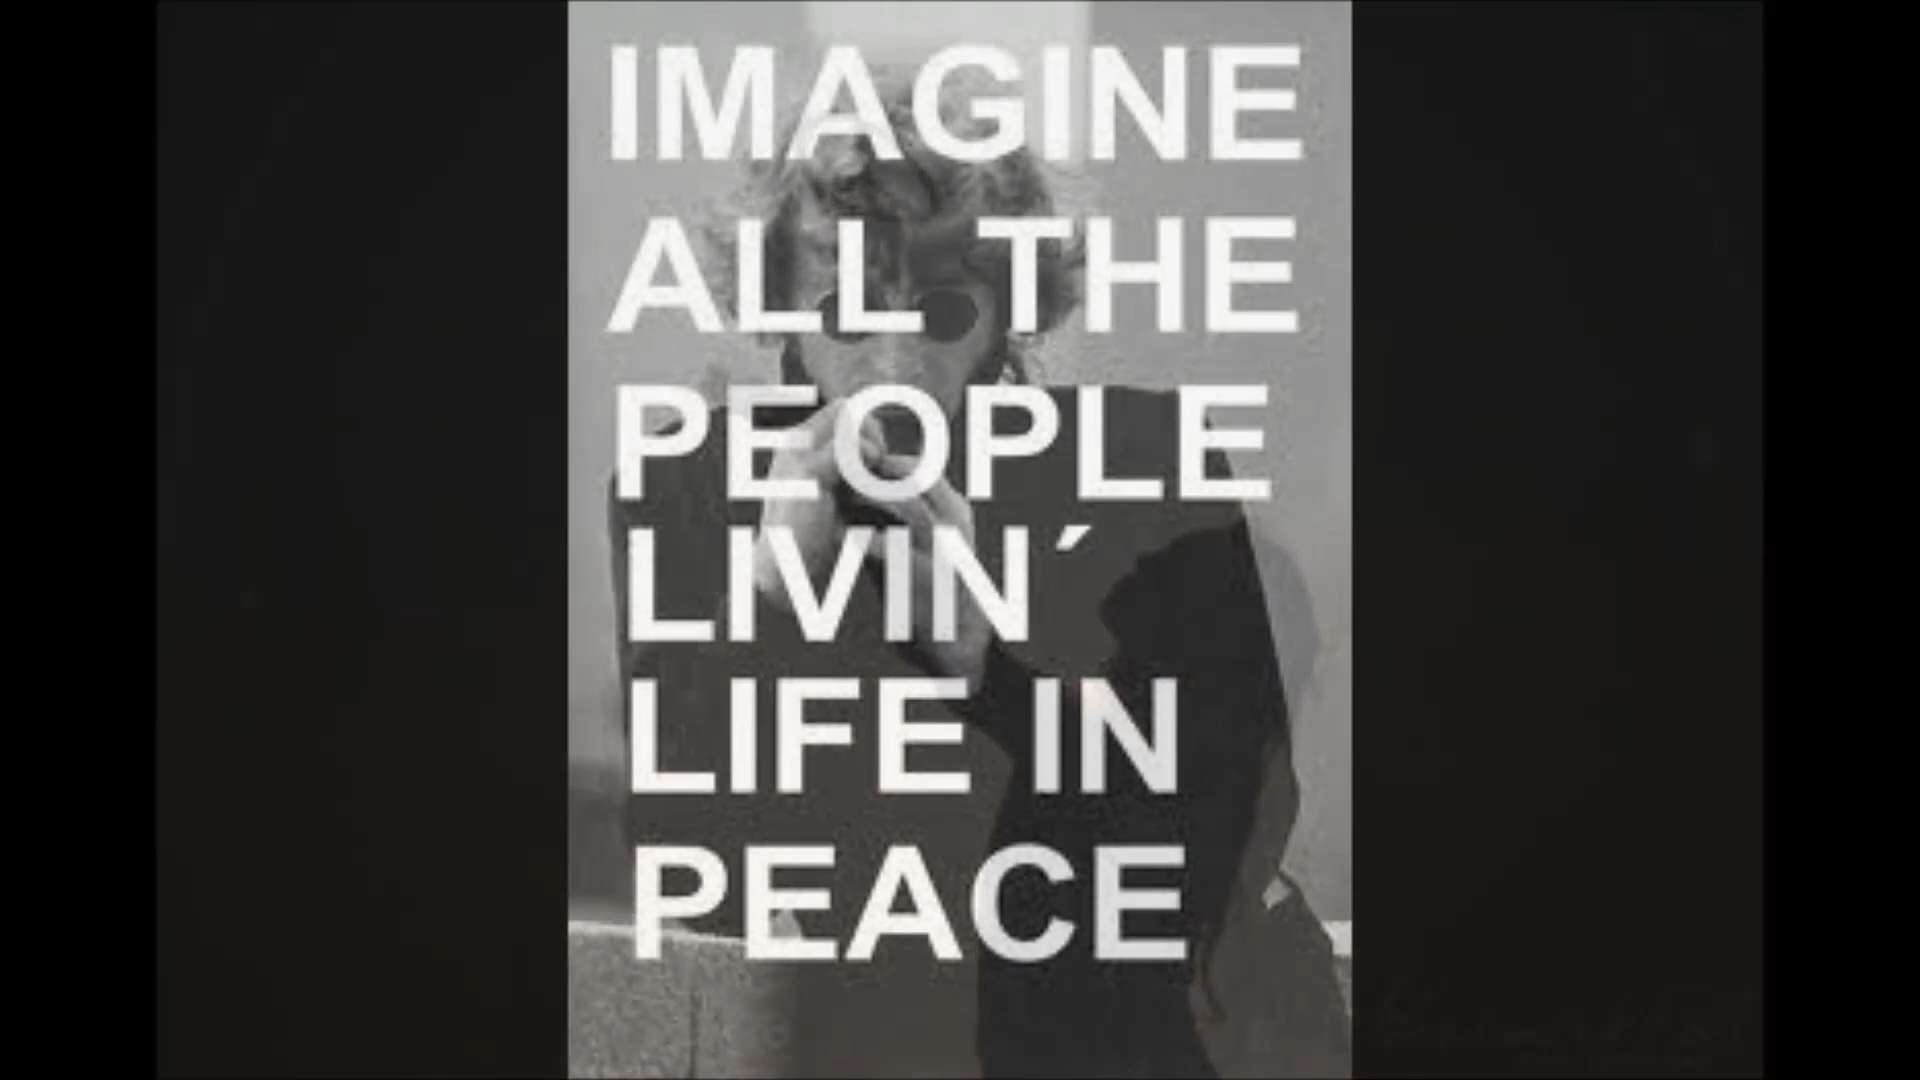 IMAGINE
ALL THE
PEOPLE
LIVIN´
LIFE IN
PEACE